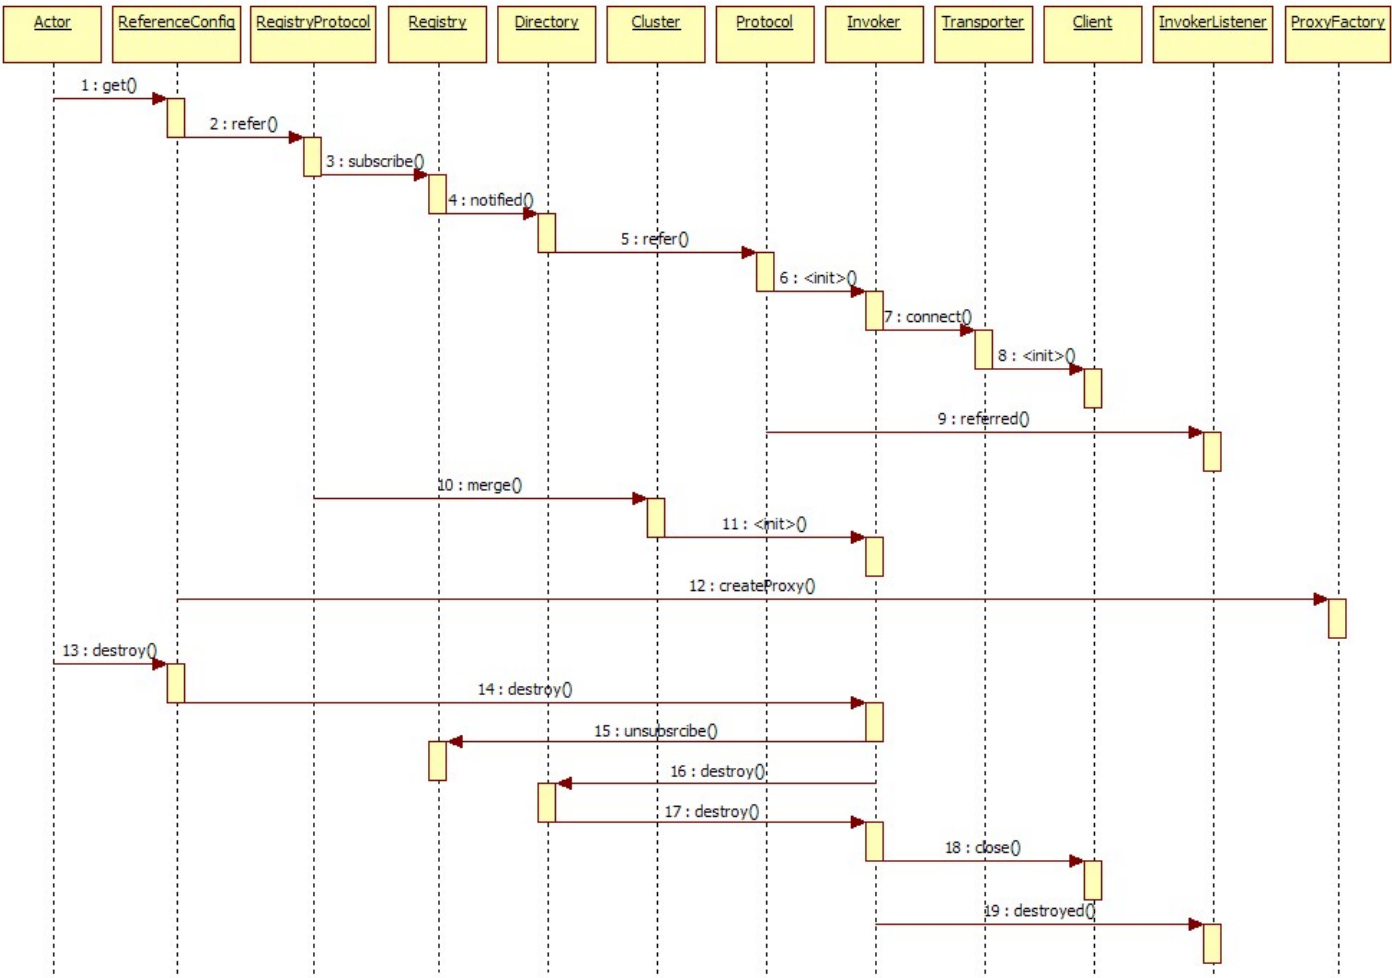 Actor ReferenceConfig RegistryProtocol Registry Directory Cluster Protocol Invoker Transporter Client InvokerListener ProxyFactory
1 : get()
2 : refer()
3 : subscribe()
4 : notified()
5 : refer()
6 : <init>()
7 : connect()
8 : <init>()
9 : referred()
10 : merge()
11 : <init>()
12 : createProxy()
13 : destroy()
14 : destroy()
15 : unsubsrcibe()
16 : destroy()
17 : destroy()
18 : close()
19 : destroyed()